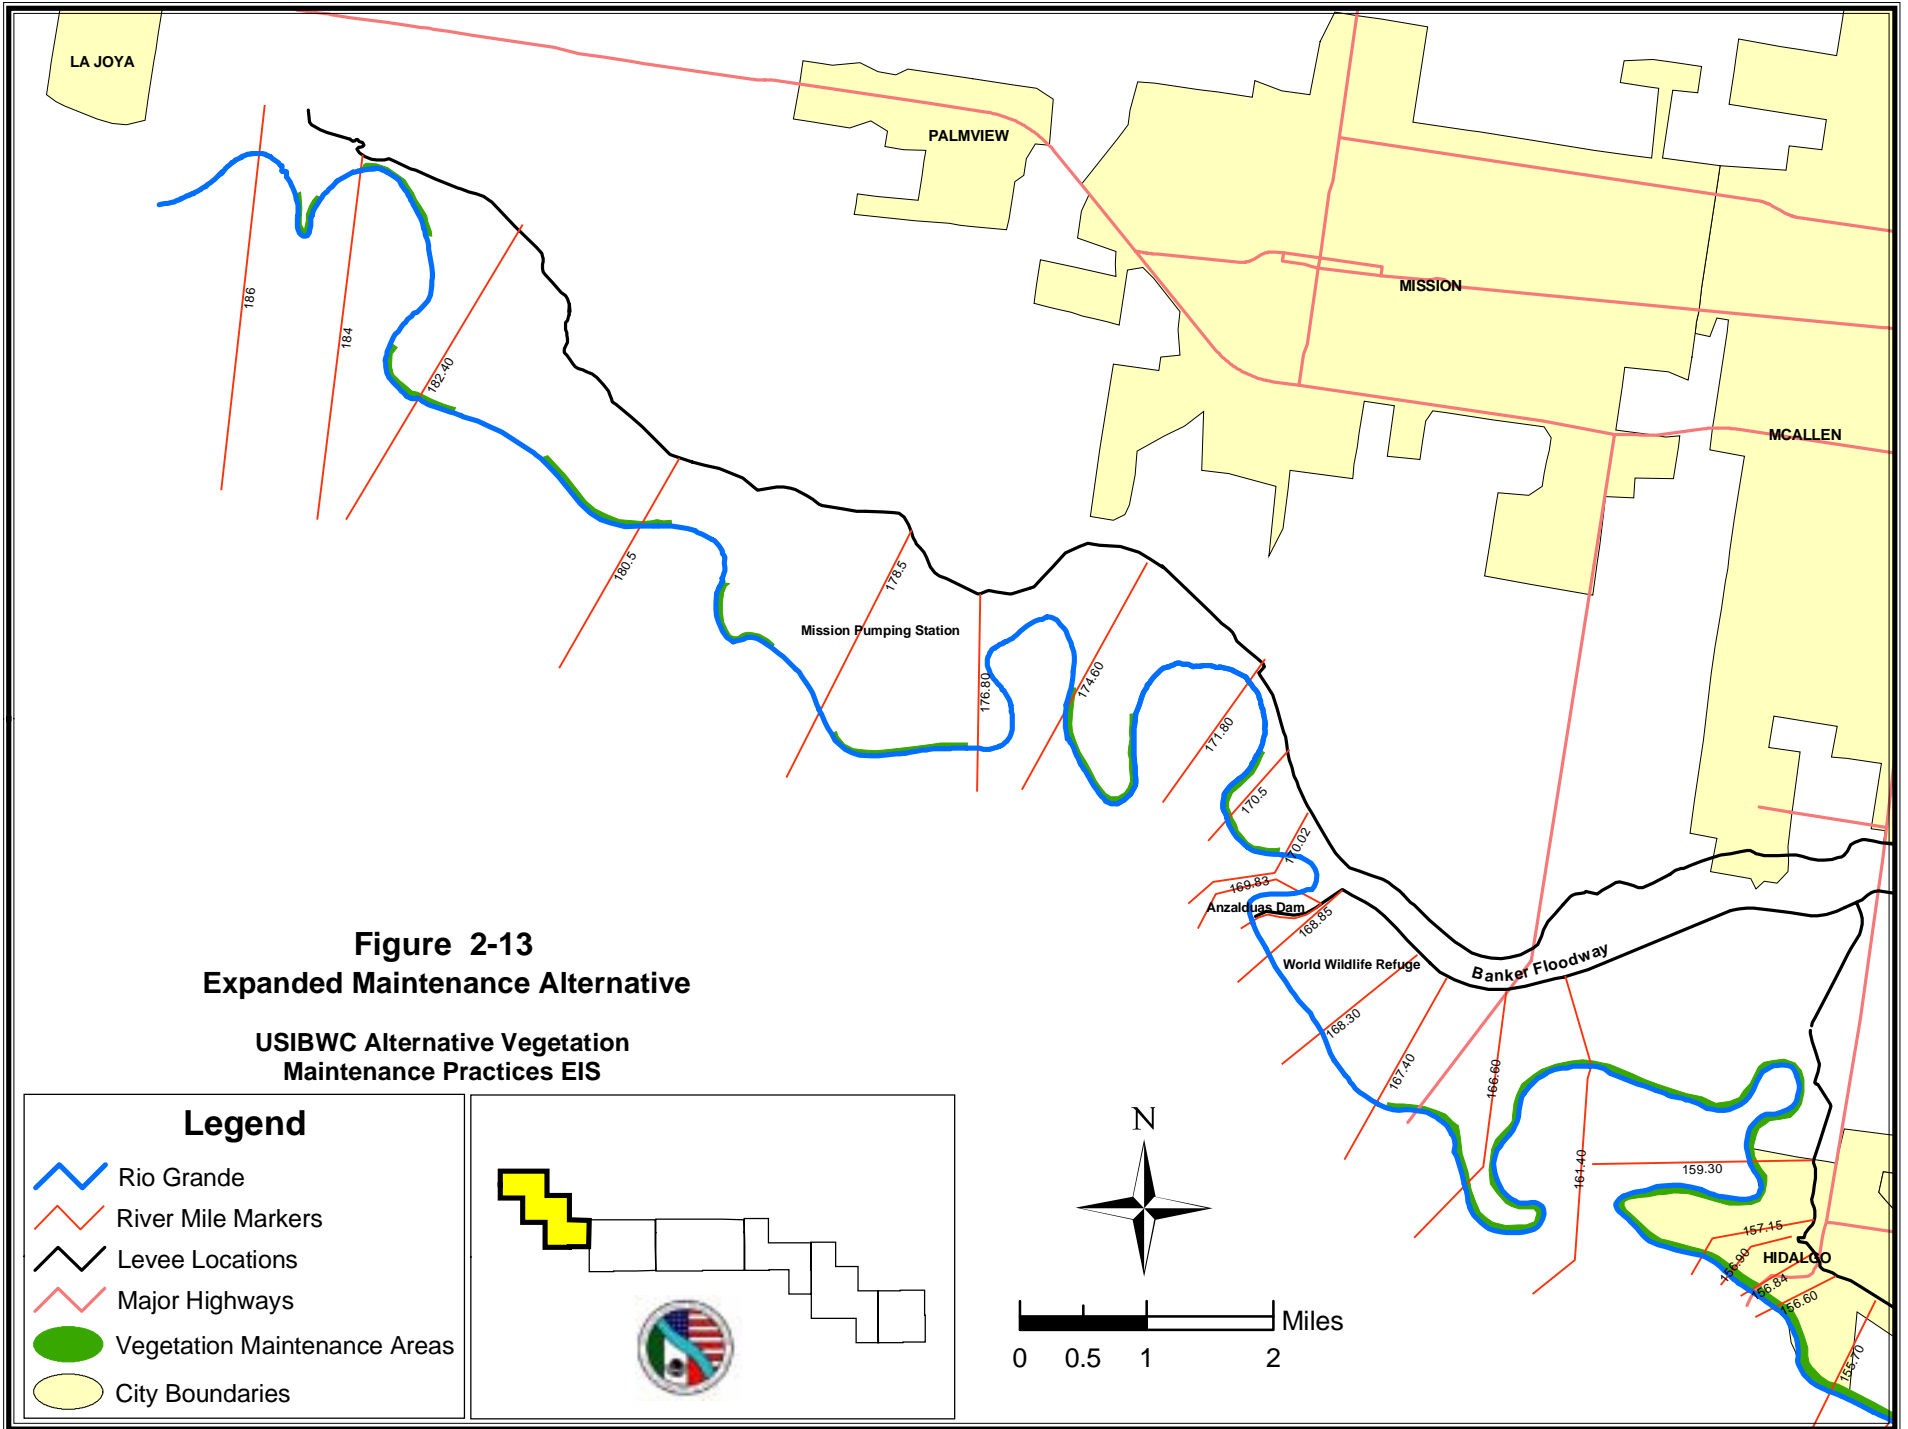 LA JOYA
PALMVIEW
MISSION
MCALLEN
186
184
182.40
180.5
178.5
Mission Pumping Station
176.80
174.60
171.80
170.5
170.02
169.83
Anzalduas Dam
168.85
World Wildlife Refuge
Banker Floodway
168.30
167.40
166.60
161.40
159.30
157.15
HIDALGO
156.90
156.84
156.60
155.70
Figure 2-13
Expanded Maintenance Alternative
USIBWC Alternative Vegetation
Maintenance Practices EIS
Legend
Rio Grande
River Mile Markers
Levee Locations
Major Highways
Vegetation Maintenance Areas
City Boundaries
N
Miles
0 0.5 1 2